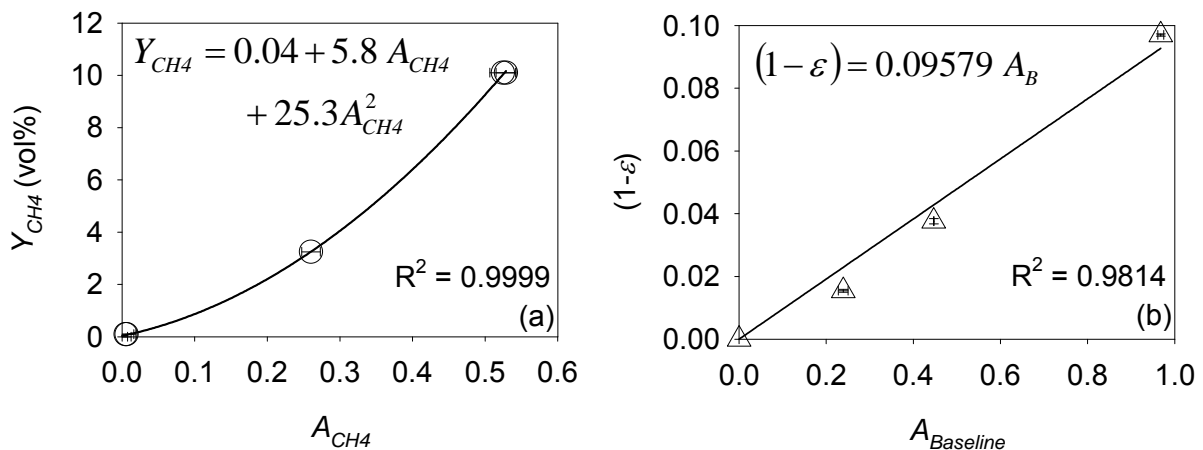 12
10
8
6
4
2
0
Y_CH4 (vol%)
Y_CH4 = 0.04 + 5.8 A_CH4
+ 25.3 A²_CH4
R² = 0.9999
(a)
0.0 0.1 0.2 0.3 0.4 0.5 0.6
A_CH4
0.10
0.08
0.06
0.04
0.02
0.00
(1-ε)
(1-ε) = 0.09579 A_B
R² = 0.9814
(b)
0.0 0.2 0.4 0.6 0.8 1.0
A_Baseline